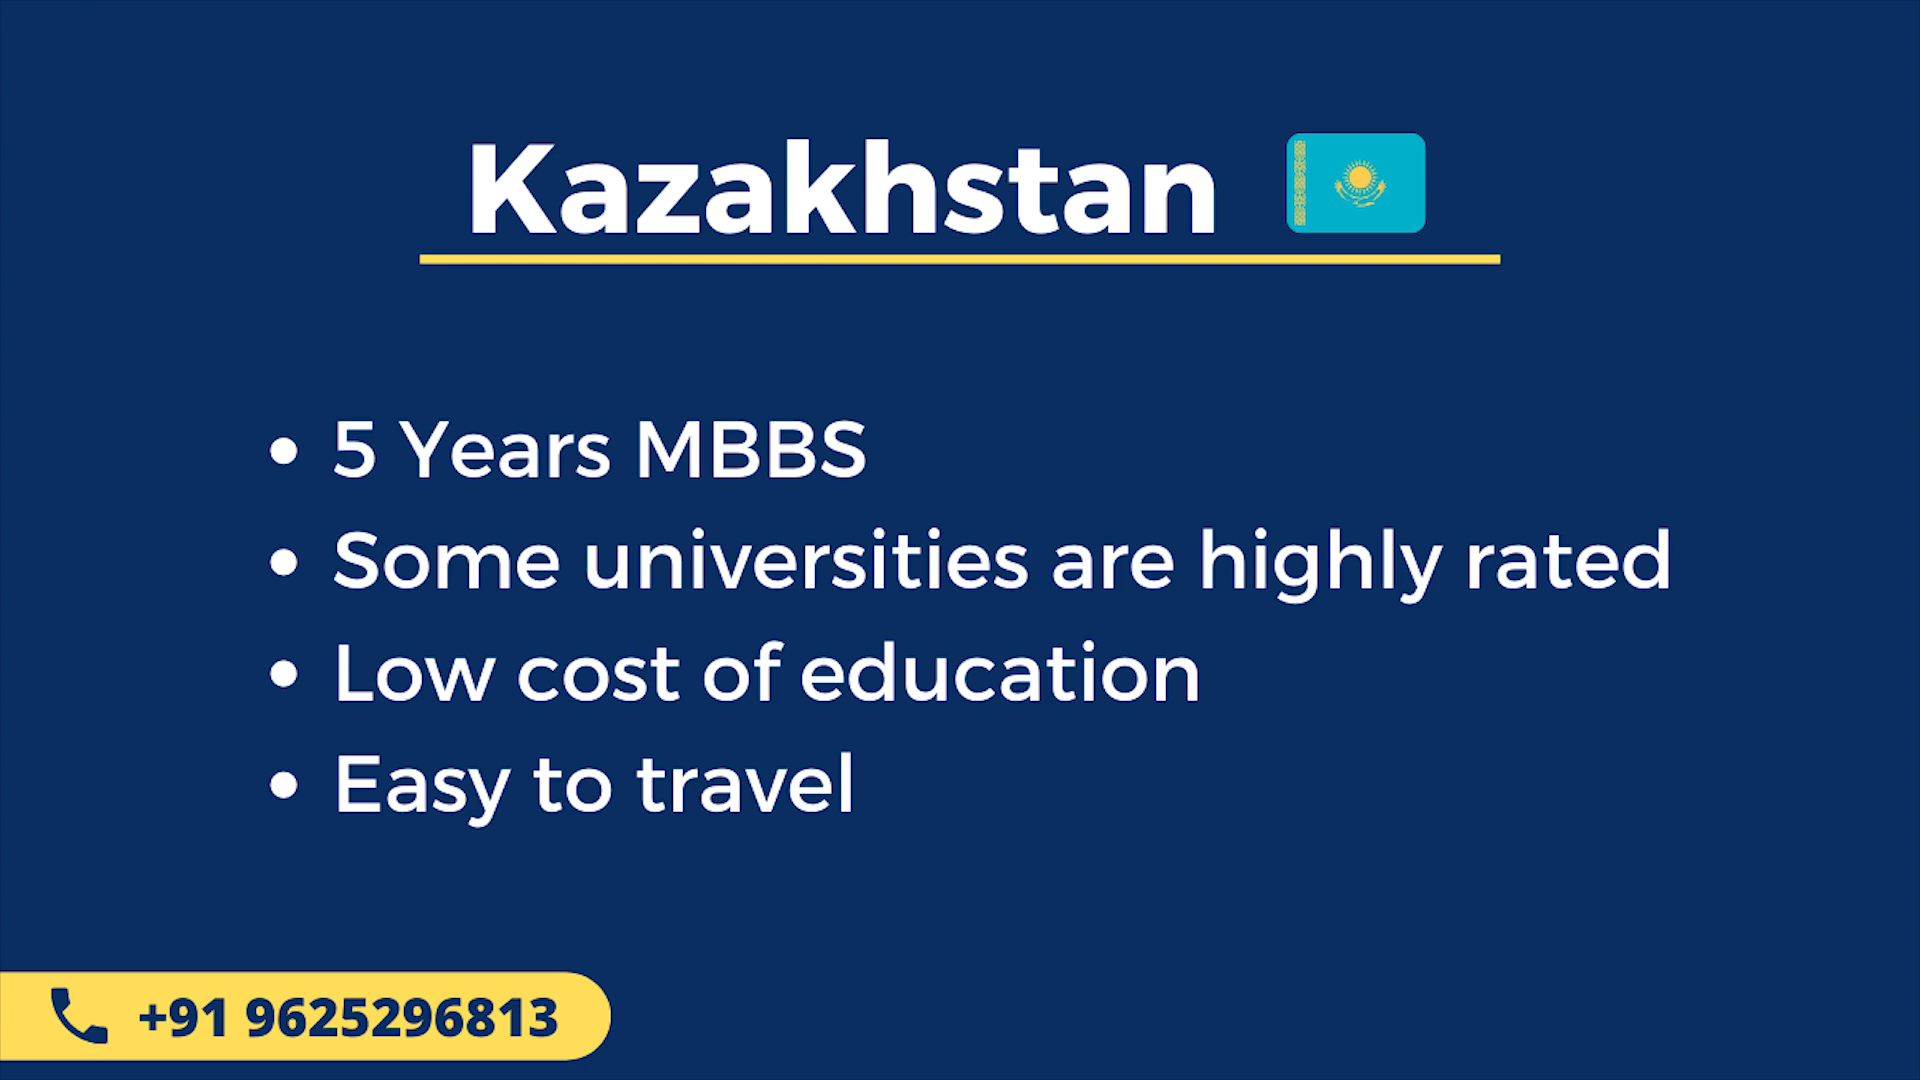 Kazakhstan
• 5 Years MBBS
• Some universities are highly rated
• Low cost of education
• Easy to travel
+91 9625296813